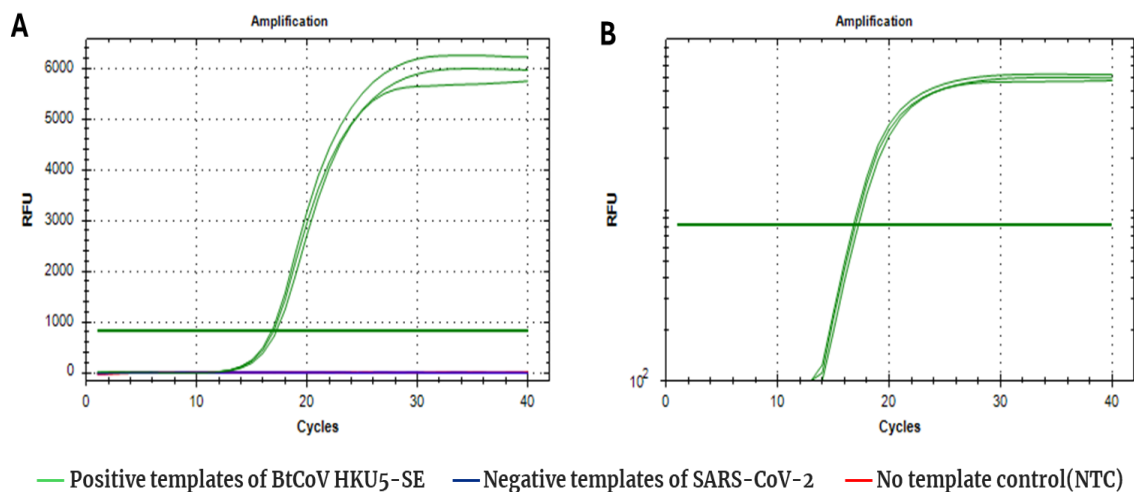 A
Amplification
RFU
6000
5000
4000
3000
2000
1000
0
0 10 20 30 40
Cycles
B
Amplification
RFU
10²
0 10 20 30 40
Cycles
Positive templates of BtCoV HKU5-SE Negative templates of SARS-CoV-2 No template control(NTC)